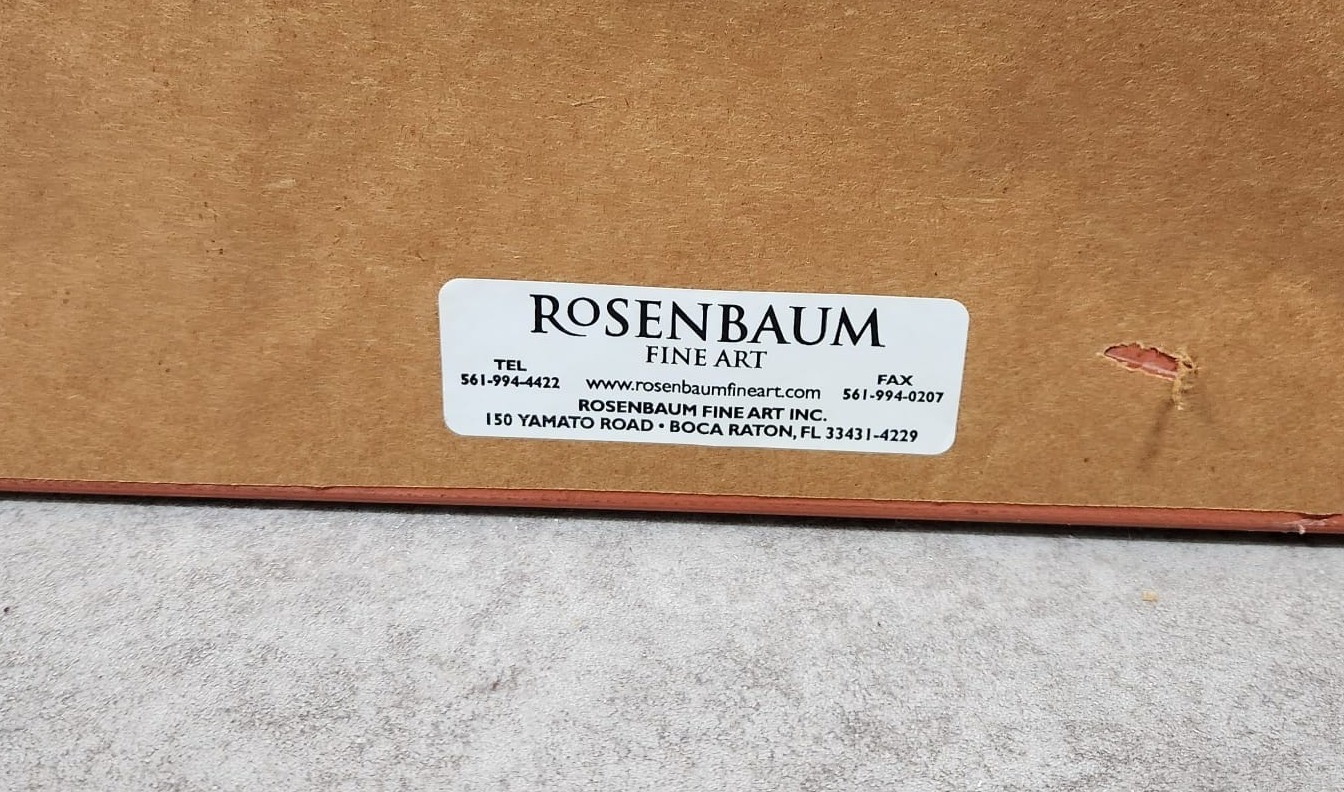 ROSENBAUM
FINE ART
TEL
561-994-4422
www.rosenbaumfineart.com
FAX
561-994-0207
ROSENBAUM FINE ART INC.
150 YAMATO ROAD • BOCA RATON, FL 33431-4229